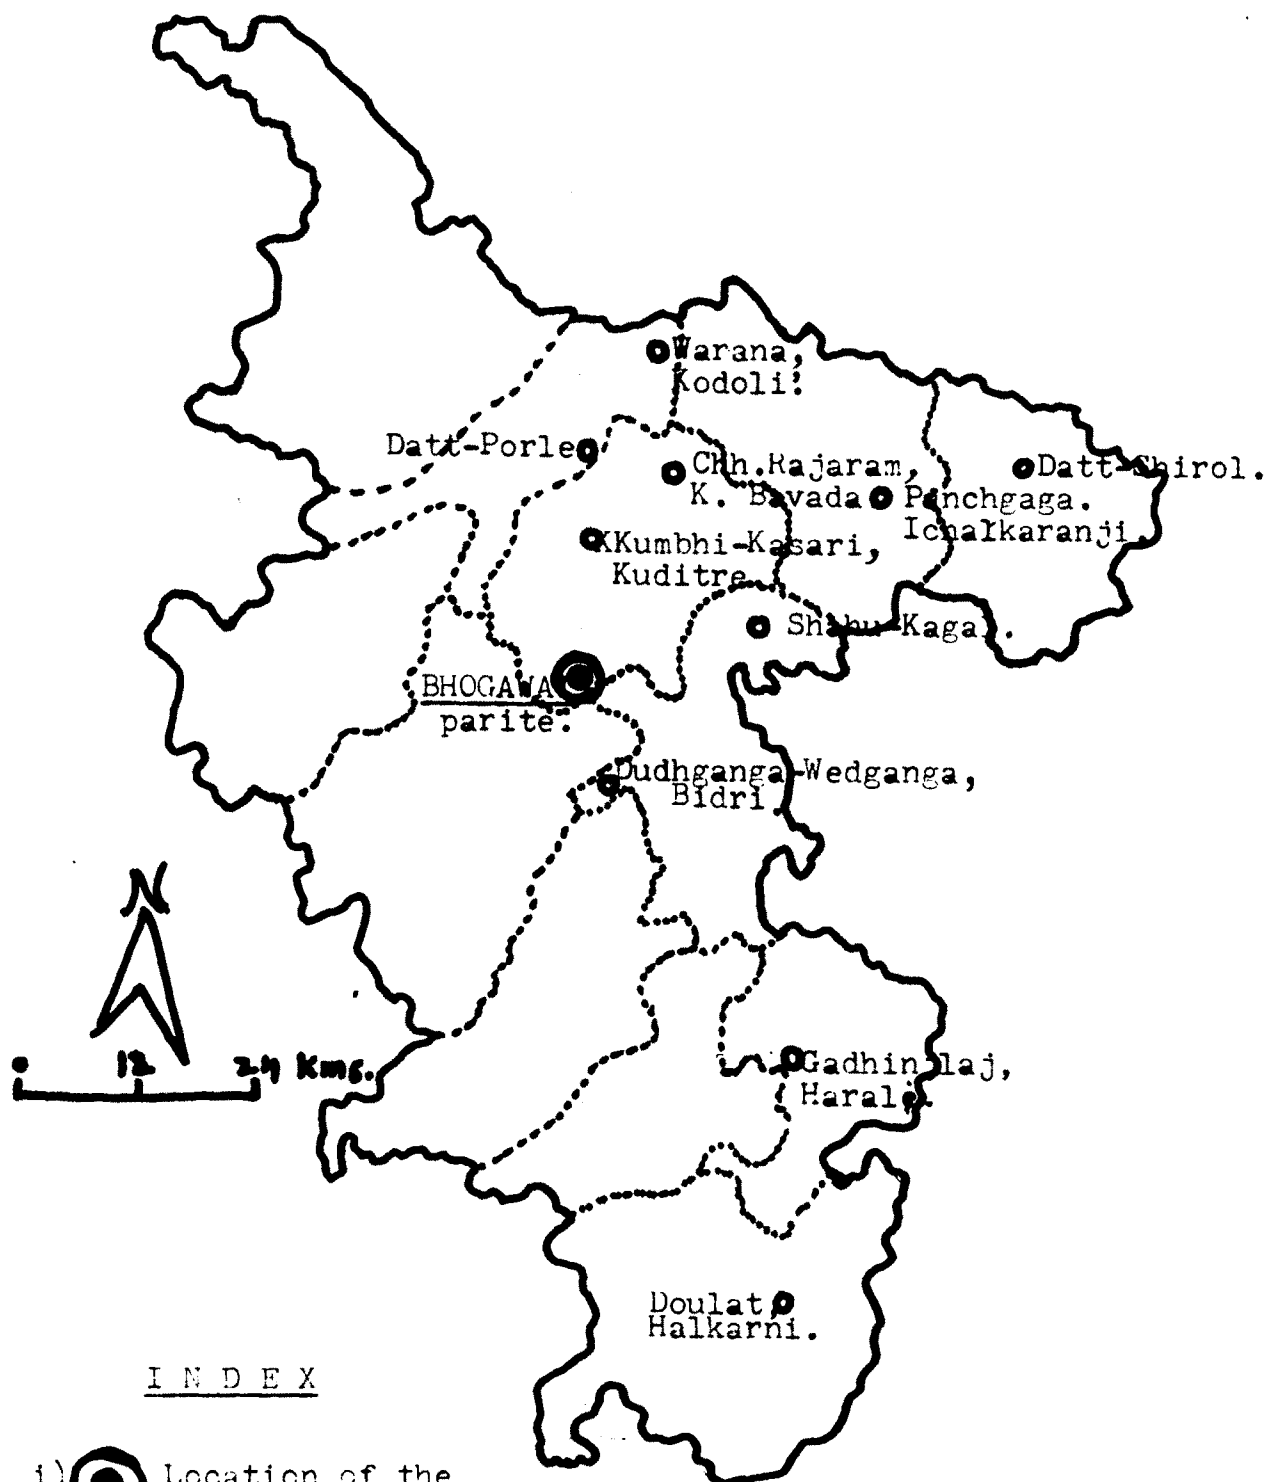 Warana,
Kodoli.
Datt-Porle
Chh.Rajaram,
K. Bavada
Datt-Shirol.
Panchgaga.
Ichalkaranji.
Kumbhi-Kasari,
Kuditre
Shahu-Kagal.
BHOGAWA
parite.
Dudhganga-Wedganga,
Bidri
N
0 12 24 kms.
Gadhinglaj,
Harali.
Doulat,
Halkarni.
INDEX
i) Location of the